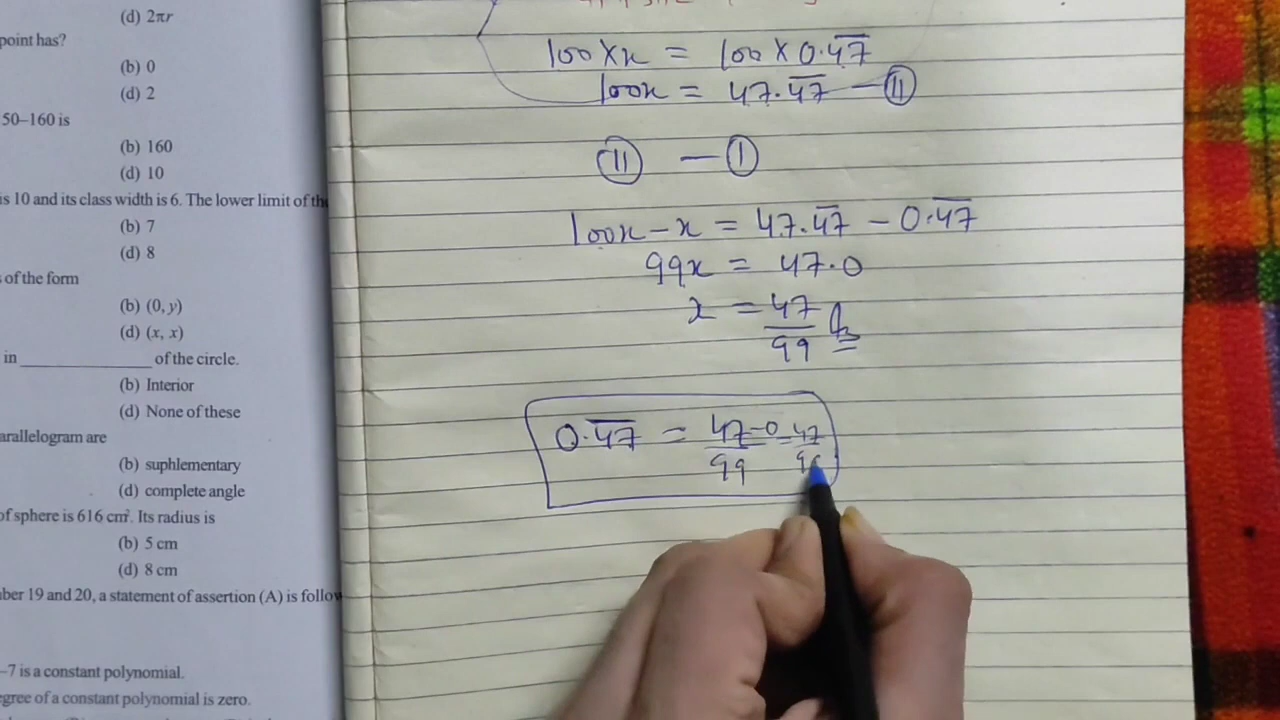 (d) 2πr
point has?
(b) 0
(d) 2
50–160 is
(b) 160
(d) 10
is 10 and its class width is 6. The lower limit of the
(b) 7
(d) 8
of the form
(b) (0, y)
(d) (x, x)
in ______________ of the circle.
(b) Interior
(d) None of these
arallelogram are
(b) suphlementary
(d) complete angle
of sphere is 616 cm². Its radius is
(b) 5 cm
(d) 8 cm
ber 19 and 20, a statement of assertion (A) is follow
–7 is a constant polynomial.
egree of a constant polynomial is zero.
100 × x = 100 × 0.4̅7̅
100x = 47.4̅7̅ — II
II — I
100x – x = 47.4̅7̅ – 0.4̅7̅
99x = 47.0
x = 47/99
0.4̅7̅ = 47–0/99 = 47/99